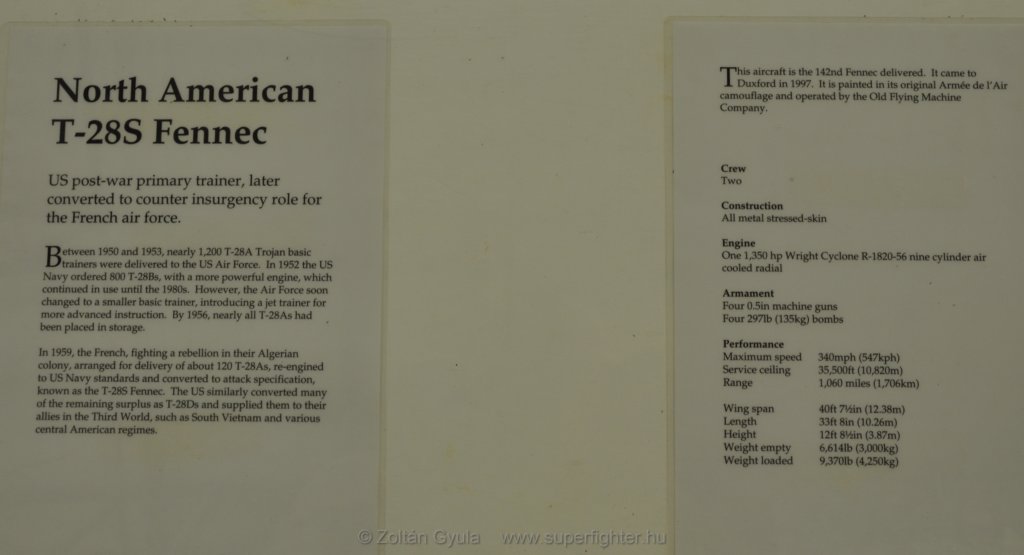 North American
T-28S Fennec
US post-war primary trainer, later
converted to counter insurgency role for
the French air force.
Between 1950 and 1953, nearly 1,200 T-28A Trojan basic
trainers were delivered to the US Air Force. In 1952 the US
Navy ordered 800 T-28Bs, with a more powerful engine, which
continued in use until the 1980s. However, the Air Force soon
changed to a smaller basic trainer, introducing a jet trainer for
more advanced instruction. By 1956, nearly all T-28As had
been placed in storage.
In 1959, the French, fighting a rebellion in their Algerian
colony, arranged for delivery of about 120 T-28As, re-engined
to US Navy standards and converted to attack specification,
known as the T-28S Fennec. The US similarly converted many
of the remaining surplus as T-28Ds and supplied them to their
allies in the Third World, such as South Vietnam and various
central American regimes.
This aircraft is the 142nd Fennec delivered. It came to
Duxford in 1997. It is painted in its original Armée de l'Air
camouflage and operated by the Old Flying Machine
Company.
Crew
Two
Construction
All metal stressed-skin
Engine
One 1,350 hp Wright Cyclone R-1820-56 nine cylinder air
cooled radial
Armament
Four 0.5in machine guns
Four 297lb (135kg) bombs
Performance
Maximum speed 340mph (547kph)
Service ceiling 35,500ft (10,820m)
Range 1,060 miles (1,706km)
Wing span 40ft 7½in (12.38m)
Length 33ft 8in (10.26m)
Height 12ft 8½in (3.87m)
Weight empty 6,614lb (3,000kg)
Weight loaded 9,370lb (4,250kg)
© Zoltán Gyula www.superfighter.hu